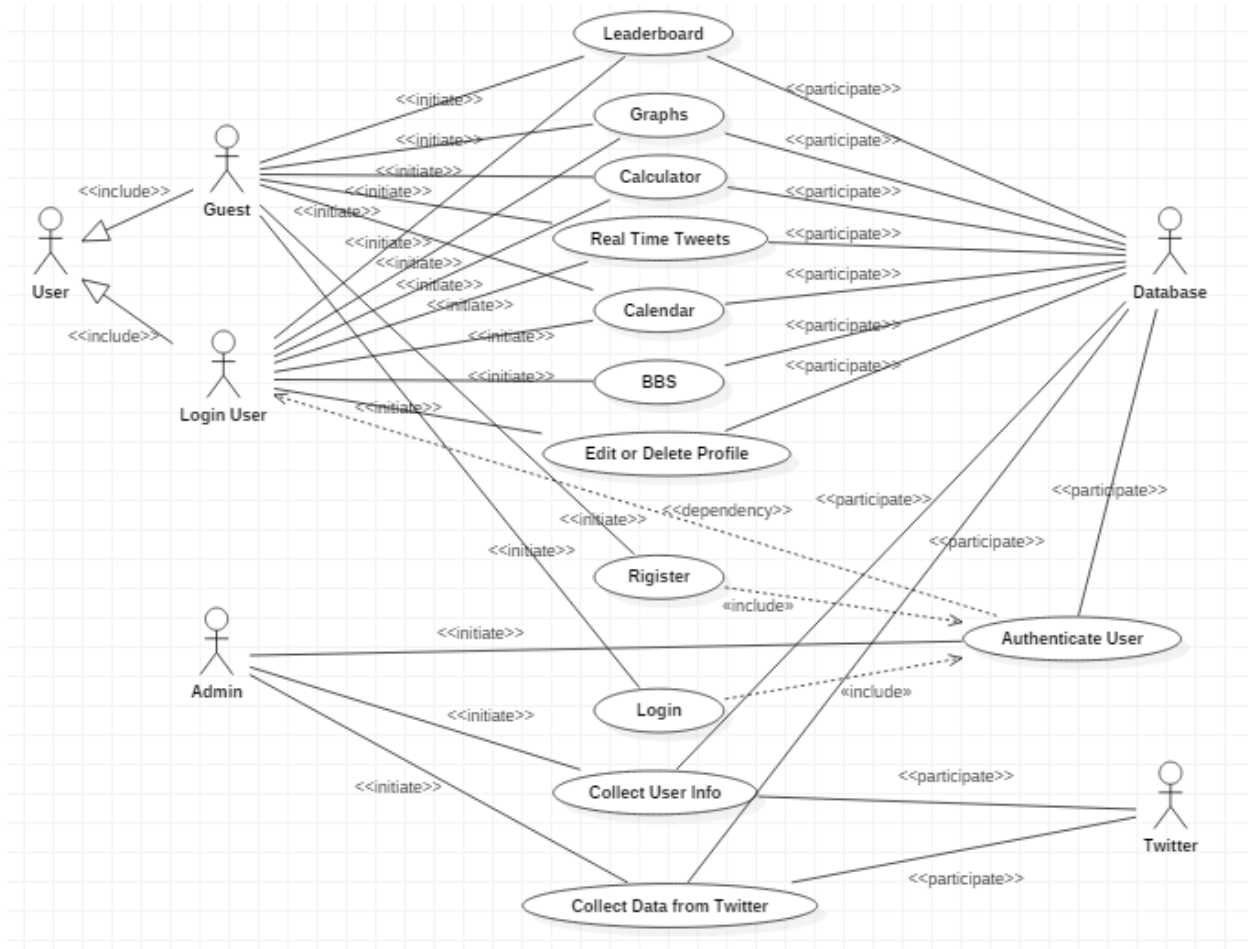 Leaderboard
<<participate>>
<<initiate>>
Graphs
<<initiate>>
<<participate>>
<<initiate>>
Calculator
<<include>>
<<initiate>>
<<participate>>
Guest
<<initiate>>
<<participate>>
Real Time Tweets
<<initiate>>
<<initiate>>
<<participate>>
<<initiate>>
User
Database
<<initiate>>
Calendar
<<participate>>
<<include>>
<<initiate>>
<<participate>>
<<initiate>>
BBS
<<initiate>>
Login User
Edit or Delete Profile
<<participate>>
<<participate>>
<<dependency>>
<<initiate>>
<<participate>>
<<initiate>>
Rigister
«include»
<<initiate>>
Authenticate User
Admin
«include»
Login
<<initiate>>
<<participate>>
<<initiate>>
Collect User Info
Twitter
<<participate>>
Collect Data from Twitter